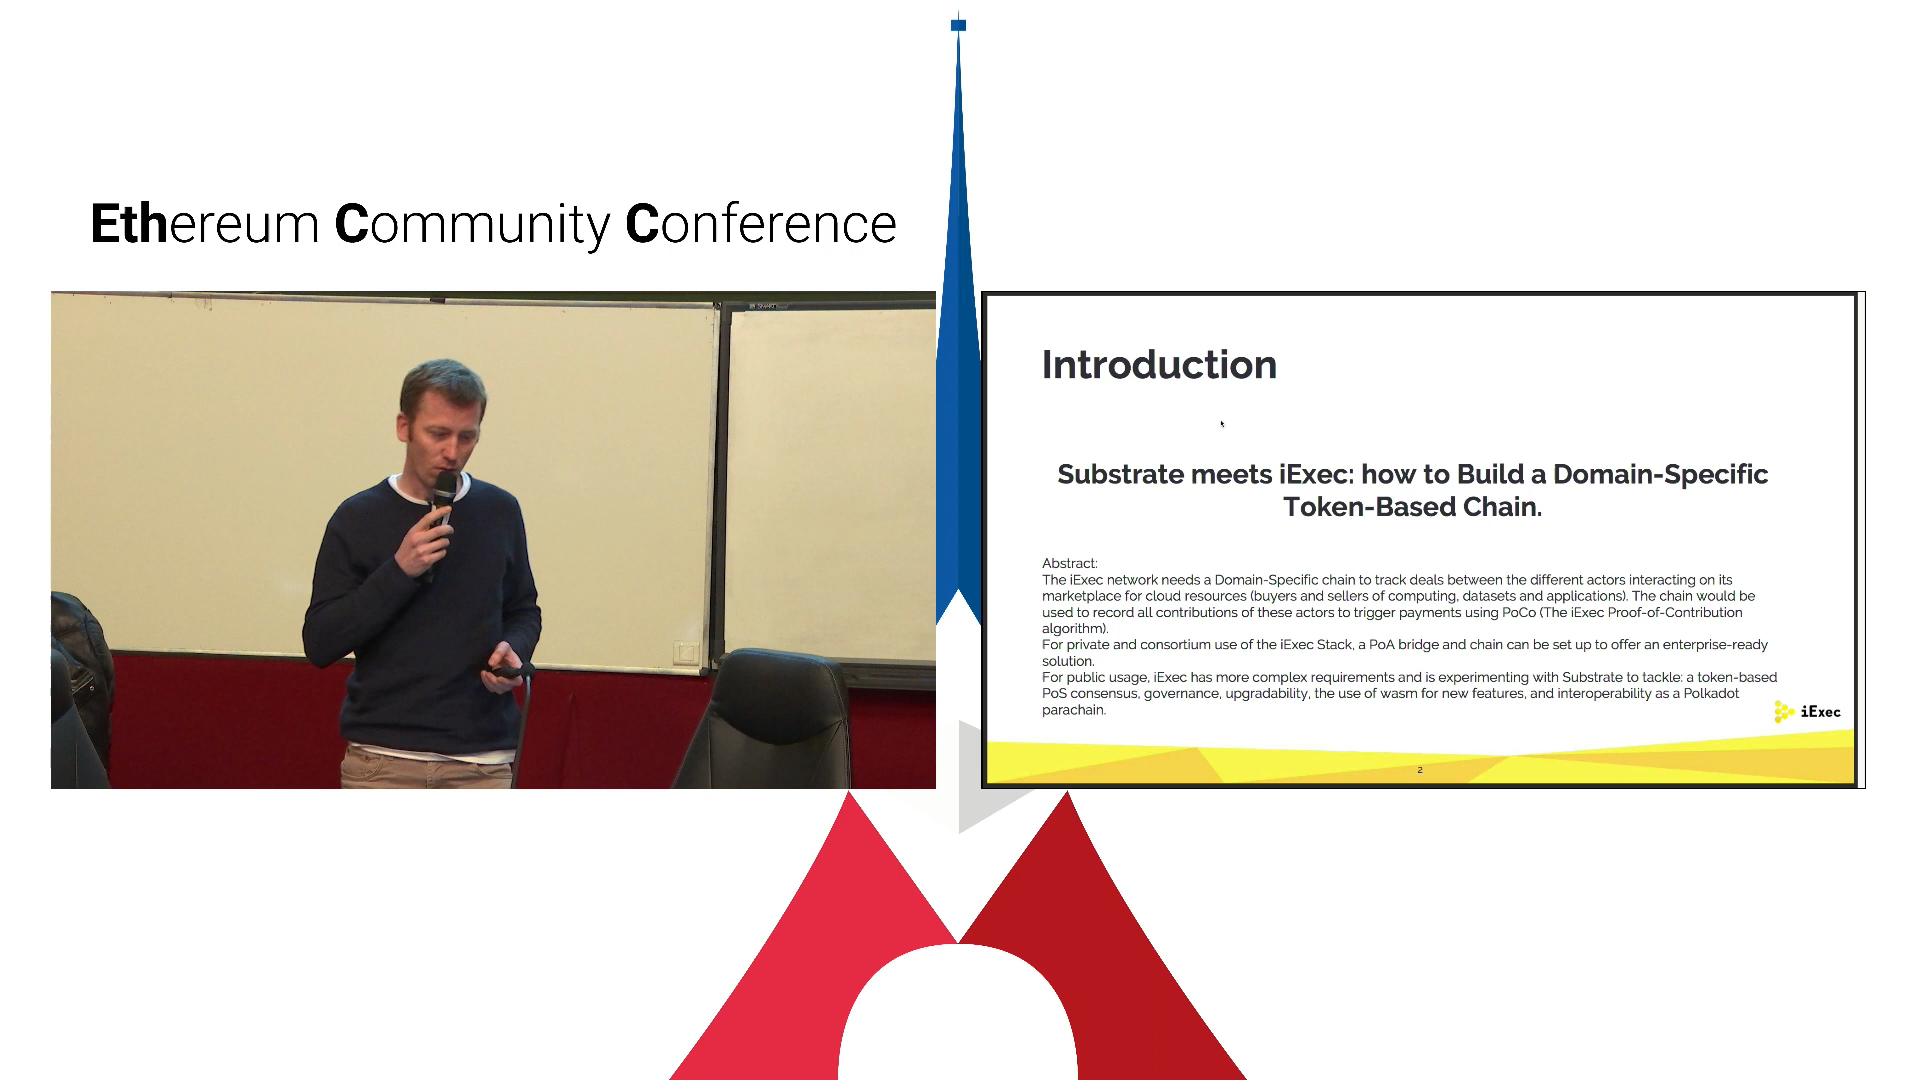 Ethereum Community Conference
Introduction
Substrate meets iExec: how to Build a Domain-Specific
Token-Based Chain.
Abstract:
The iExec network needs a Domain-Specific chain to track deals between the different actors interacting on its
marketplace for cloud resources (buyers and sellers of computing, datasets and applications). The chain would be
used to record all contributions of these actors to trigger payments using PoCo (The iExec Proof-of-Contribution
algorithm).
For private and consortium use of the iExec Stack, a PoA bridge and chain can be set up to offer an enterprise-ready
solution.
For public usage, iExec has more complex requirements and is experimenting with Substrate to tackle: a token-based
PoS consensus, governance, upgradability, the use of wasm for new features, and interoperability as a Polkadot
parachain.
iExec
2